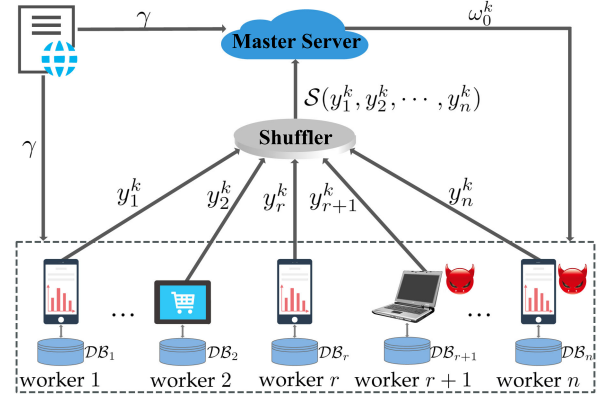 γ
ω₀ᵏ
Master Server
𝒮(y₁ᵏ, y₂ᵏ, ⋯ , yₙᵏ)
γ
Shuffler
y₁ᵏ y₂ᵏ yᵣᵏ yᵣ₊₁ᵏ yₙᵏ
... ...
𝒟ℬ₁ 𝒟ℬ₂ 𝒟ℬᵣ 𝒟ℬᵣ₊₁ 𝒟ℬₙ
worker 1 worker 2 worker r worker r + 1 worker n